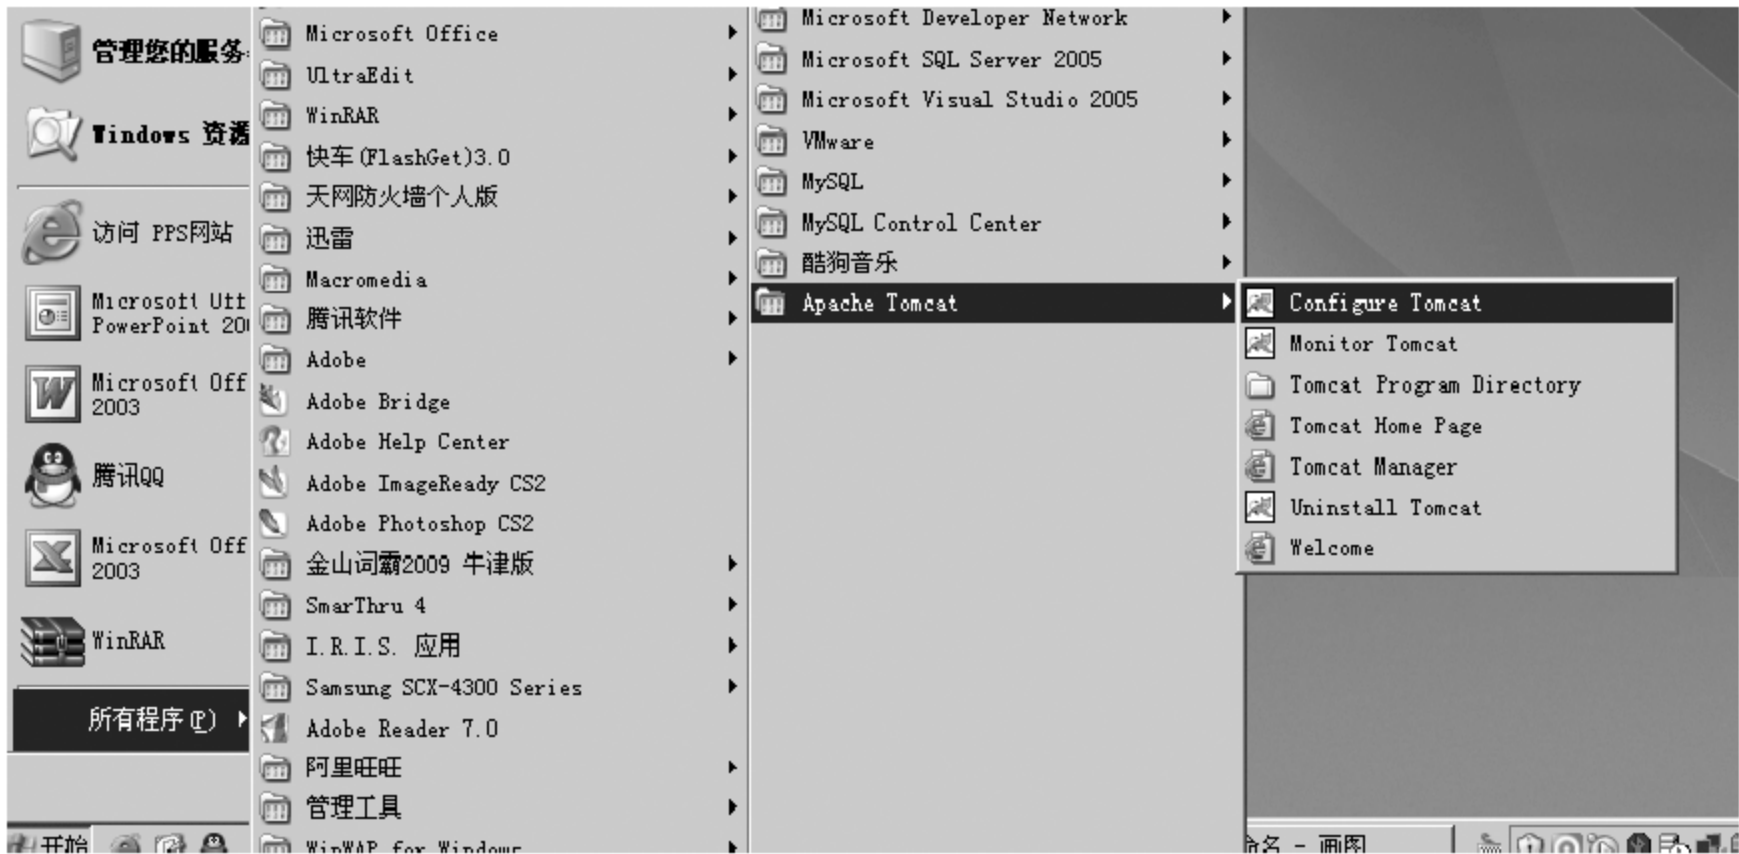 管理您的服务
Windows 资源
访问 PPS网站
Microsoft Off
PowerPoint 200
Microsoft Off
2003
腾讯QQ
Microsoft Off
2003
WinRAR
所有程序(P)
开始
Microsoft Office
UltraEdit
WinRAR
快车(FlashGet)3.0
天网防火墙个人版
迅雷
Macromedia
腾讯软件
Adobe
Adobe Bridge
Adobe Help Center
Adobe ImageReady CS2
Adobe Photoshop CS2
金山词霸2009 牛津版
SmarThru 4
I.R.I.S. 应用
Samsung SCX-4300 Series
Adobe Reader 7.0
阿里旺旺
管理工具
WinWAP for Windows
Microsoft Developer Network
Microsoft SQL Server 2005
Microsoft Visual Studio 2005
VMware
MySQL
MySQL Control Center
酷狗音乐
Apache Tomcat
Configure Tomcat
Monitor Tomcat
Tomcat Program Directory
Tomcat Home Page
Tomcat Manager
Uninstall Tomcat
Welcome
命名 - 画图